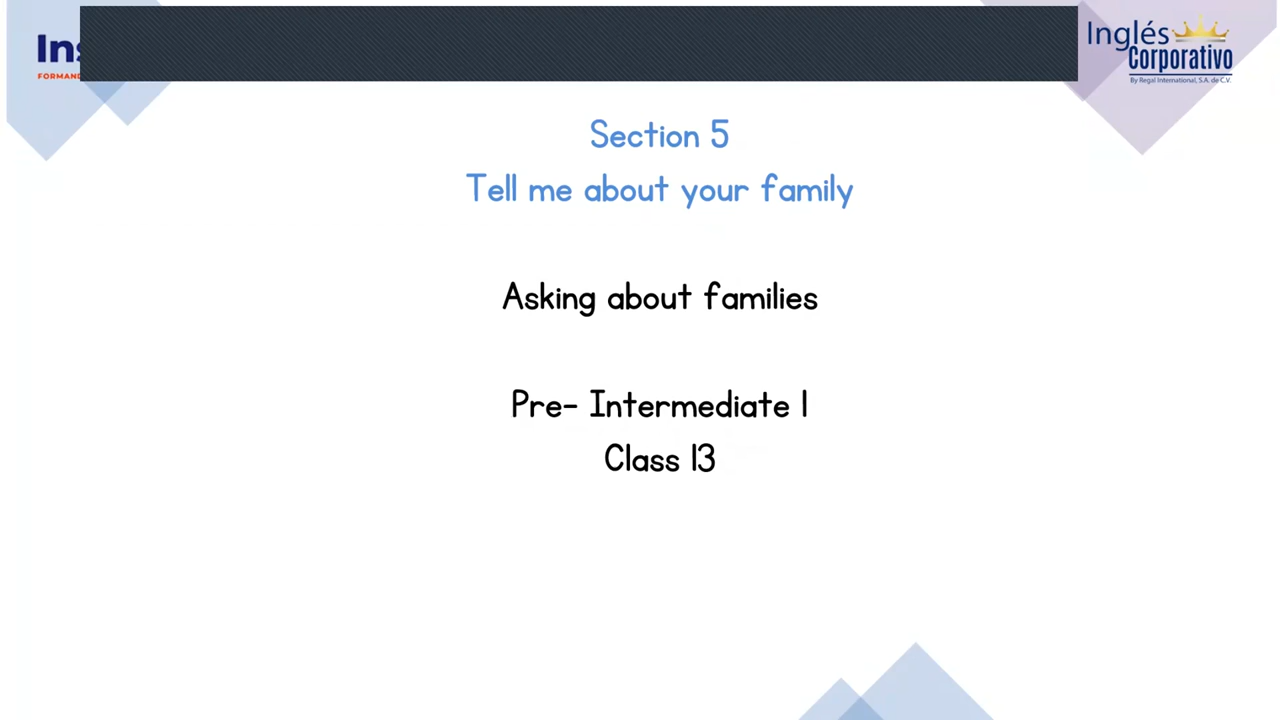 Inglés
Corporativo
By Regal International, S.A. de C.V.
Section 5
Tell me about your family
Asking about families
Pre- Intermediate 1
Class 13